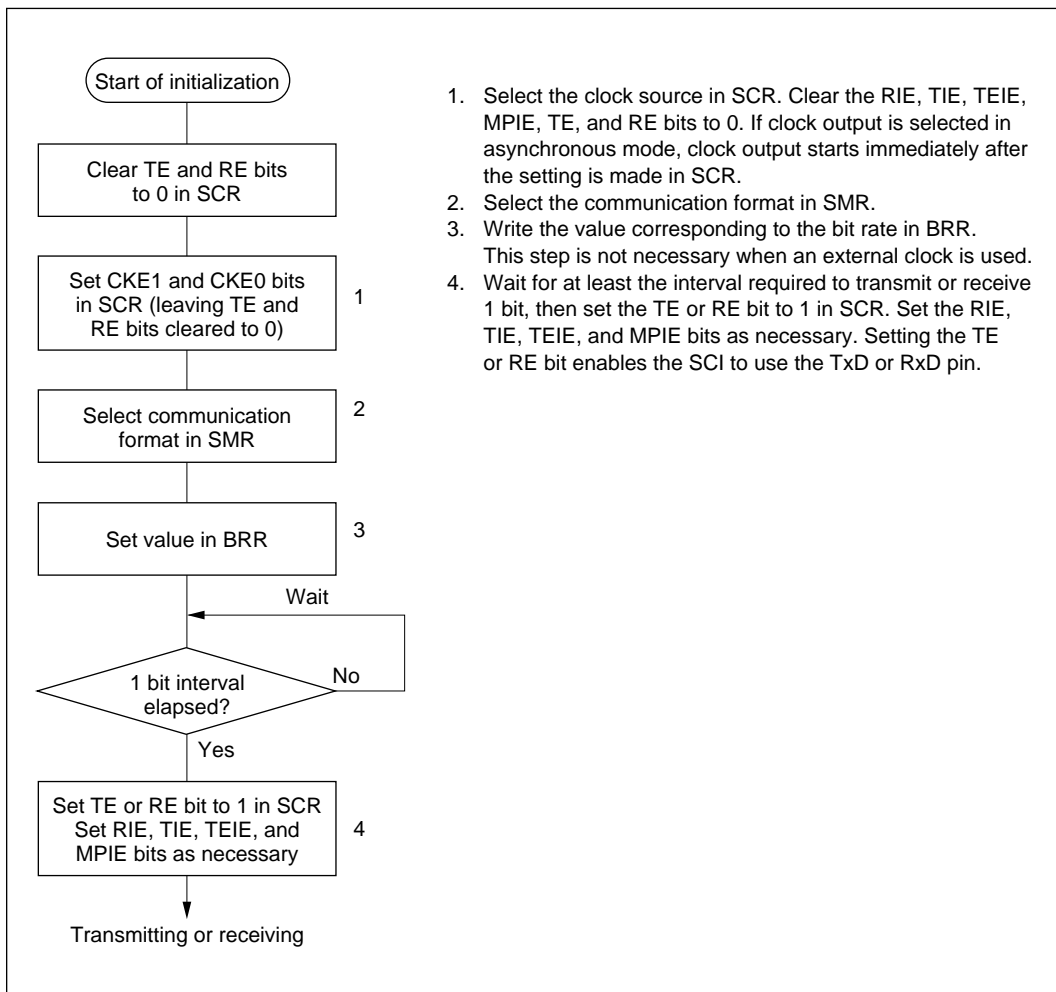 Start of initialization
Clear TE and RE bits
to 0 in SCR
Set CKE1 and CKE0 bits
in SCR (leaving TE and
RE bits cleared to 0)
1
Select communication
format in SMR
2
Set value in BRR
3
Wait
1 bit interval
elapsed?
No
Yes
Set TE or RE bit to 1 in SCR
Set RIE, TIE, TEIE, and
MPIE bits as necessary
4
Transmitting or receiving
1. Select the clock source in SCR. Clear the RIE, TIE, TEIE,
MPIE, TE, and RE bits to 0. If clock output is selected in
asynchronous mode, clock output starts immediately after
the setting is made in SCR.
2. Select the communication format in SMR.
3. Write the value corresponding to the bit rate in BRR.
This step is not necessary when an external clock is used.
4. Wait for at least the interval required to transmit or receive
1 bit, then set the TE or RE bit to 1 in SCR. Set the RIE,
TIE, TEIE, and MPIE bits as necessary. Setting the TE
or RE bit enables the SCI to use the TxD or RxD pin.